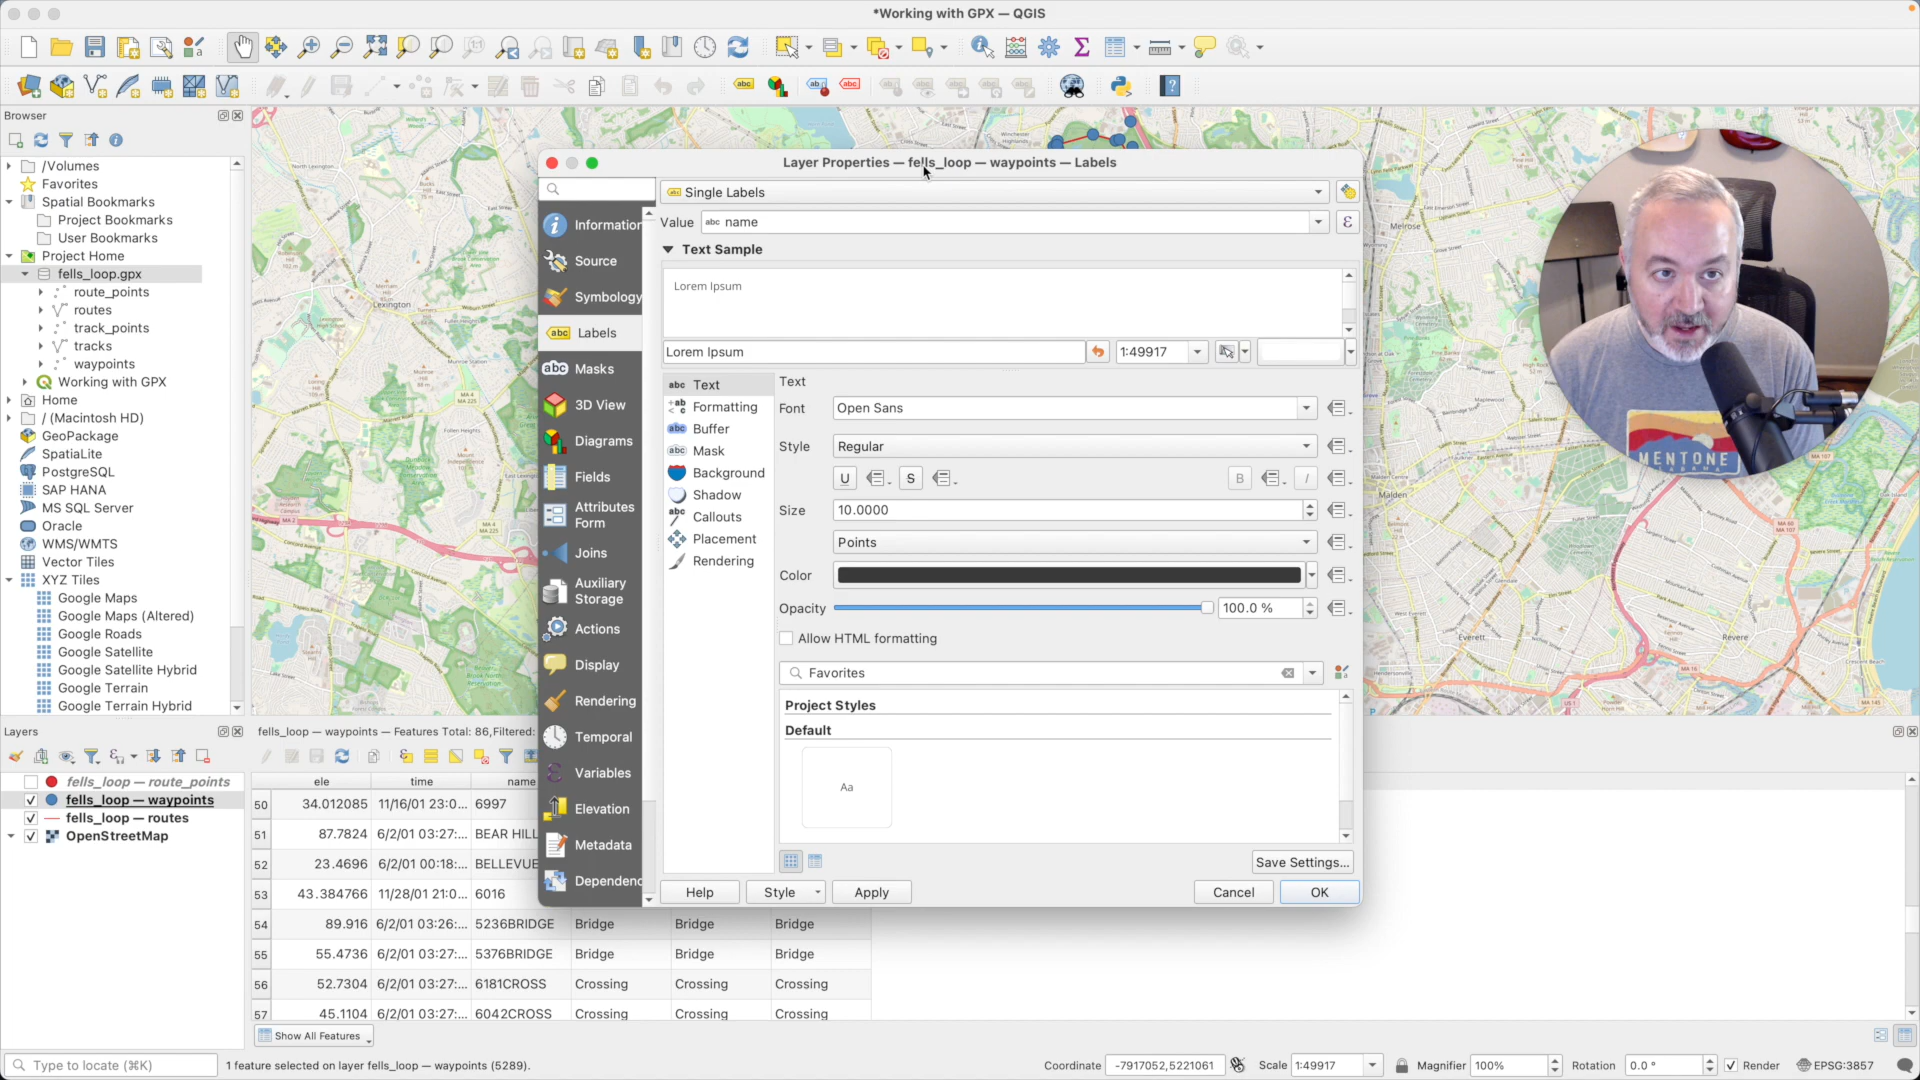 *Working with GPX — QGIS
Browser
/Volumes
Favorites
Spatial Bookmarks
Project Bookmarks
User Bookmarks
Project Home
fells_loop.gpx
route_points
routes
track_points
tracks
waypoints
Working with GPX
Home
/ (Macintosh HD)
GeoPackage
SpatiaLite
PostgreSQL
SAP HANA
MS SQL Server
Oracle
WMS/WMTS
Vector Tiles
XYZ Tiles
Google Maps
Google Maps (Altered)
Google Roads
Google Satellite
Google Satellite Hybrid
Google Terrain
Google Terrain Hybrid
Layers
fells_loop — route_points
fells_loop — waypoints
fells_loop — routes
OpenStreetMap
Lexington
Melrose
Malden
Everett
Revere
MENTONE
Layer Properties — fells_loop — waypoints — Labels
Information
Source
Symbology
abc Labels
abc Masks
3D View
Diagrams
Fields
Attributes
Form
Joins
Auxiliary
Storage
Actions
Display
Rendering
Temporal
Variables
Elevation
Metadata
Dependenc
Single Labels
Value abc name
Text Sample
Lorem Ipsum
Lorem Ipsum
1:49917
abc Text
Formatting
abc Buffer
abc Mask
Background
Shadow
abc Callouts
Placement
Rendering
Text
Font Open Sans
Style Regular
U S B I
Size 10.0000
Points
Color
Opacity 100.0 %
Allow HTML formatting
Favorites
Project Styles
Default
Aa
Save Settings...
Help Style Apply Cancel OK
fells_loop — waypoints — Features Total: 86,Filtered:
ele time name
50 34.012085 11/16/01 23:0... 6997
51 87.7824 6/2/01 03:27:... BEAR HILL
52 23.4696 6/2/01 00:18:... BELLEVUE
53 43.384766 11/28/01 21:0... 6016
54 89.916 6/2/01 03:26:... 5236BRIDGE Bridge Bridge Bridge
55 55.4736 6/2/01 03:27:... 5376BRIDGE Bridge Bridge Bridge
56 52.7304 6/2/01 03:27:... 6181CROSS Crossing Crossing Crossing
57 45.1104 6/2/01 03:27:... 6042CROSS Crossing Crossing Crossing
Show All Features
Type to locate (⌘K)
1 feature selected on layer fells_loop — waypoints (5289).
Coordinate -7917052,5221061
Scale 1:49917
Magnifier 100%
Rotation 0.0 °
Render
EPSG:3857